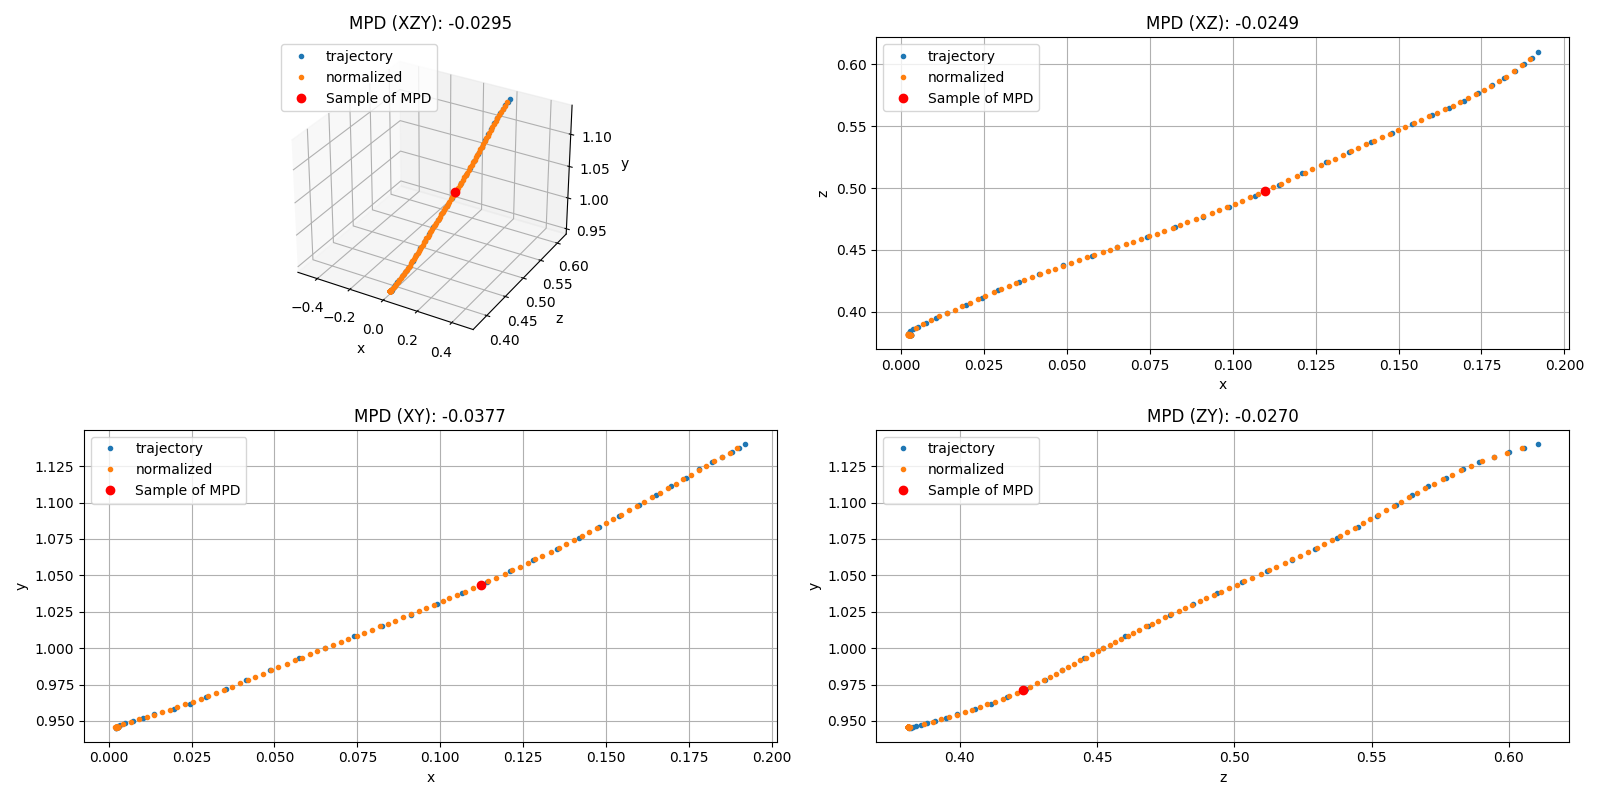 MPD (XZY): -0.0295
trajectory
normalized
Sample of MPD
1.10
1.05
1.00
0.95
y
0.60
0.55
0.50
0.45
0.40
z
−0.4
−0.2
0.0
0.2
0.4
x
MPD (XZ): -0.0249
trajectory
normalized
Sample of MPD
0.60
0.55
0.50
0.45
0.40
z
0.000 0.025 0.050 0.075 0.100 0.125 0.150 0.175 0.200
x
MPD (XY): -0.0377
trajectory
normalized
Sample of MPD
1.125
1.100
1.075
1.050
1.025
1.000
0.975
0.950
y
0.000 0.025 0.050 0.075 0.100 0.125 0.150 0.175 0.200
x
MPD (ZY): -0.0270
trajectory
normalized
Sample of MPD
1.125
1.100
1.075
1.050
1.025
1.000
0.975
0.950
y
0.40 0.45 0.50 0.55 0.60
z